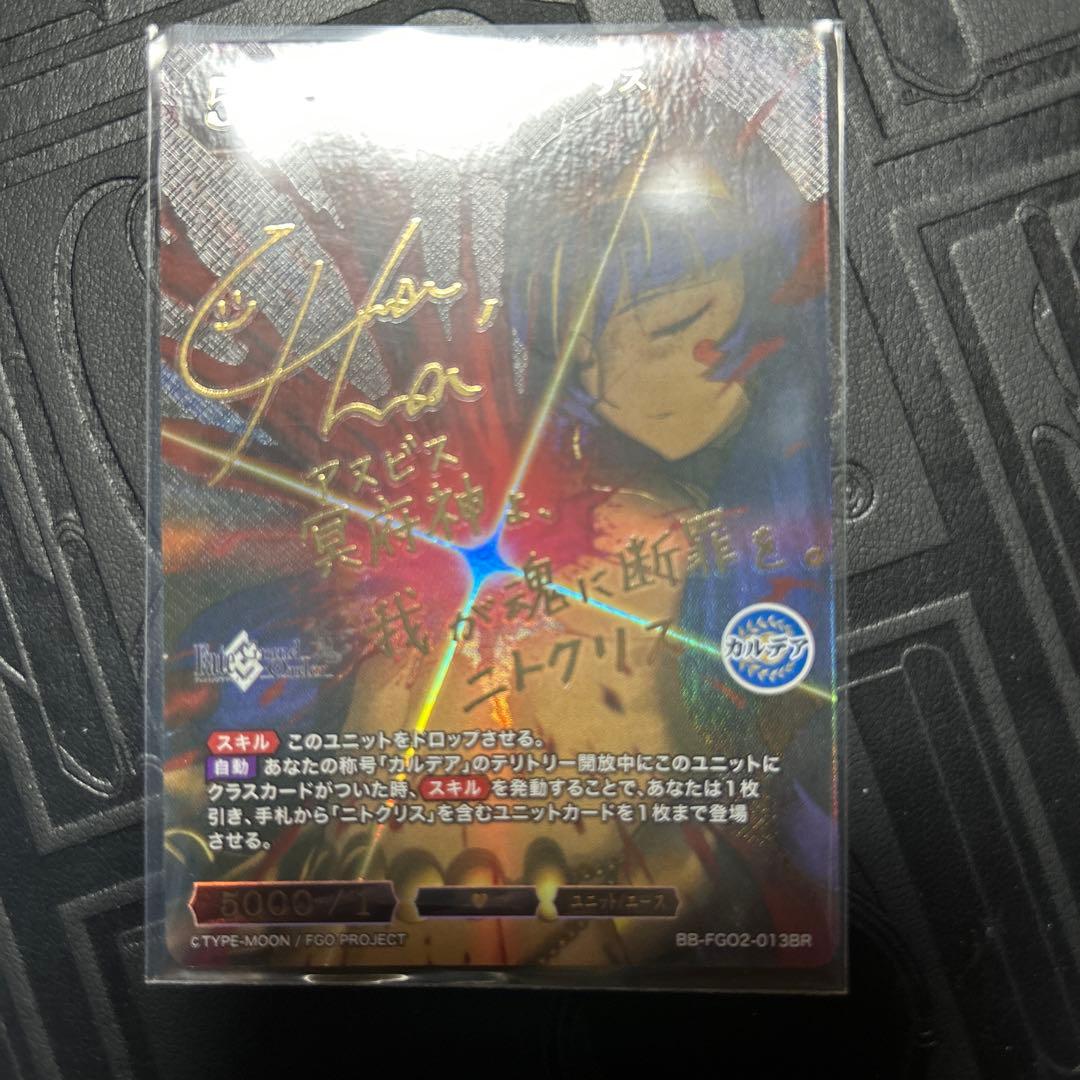 5
リス
アヌビス
冥府神よ、
我が魂に断罪を。
ニトクリス
Fate Grand Order
カルデア
スキル このユニットをドロップさせる。
自動 あなたの称号「カルデア」のテリトリー開放中にこのユニットに
クラスカードがついた時、スキルを発動することで、あなたは1枚
引き、手札から「ニトクリス」を含むユニットカードを1枚まで登場
させる。
5000 / 1
ユニット/エース
©TYPE-MOON / FGO PROJECT
BB-FGO2-013BR